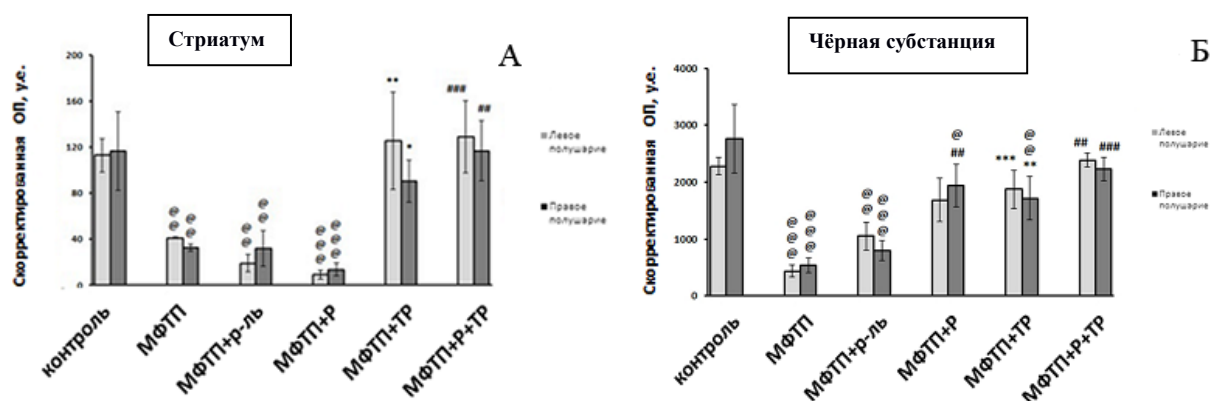 Стриатум
А
Скорректированная ОП, у.е.
200
160
120
80
40
0
@@
@@
@@
@@
@@@
@@@@
**
*
###
##
Левое
полушарие
Правое
полушарие
контроль
МФТП
МФТП+р-ль
МФТП+Р
МФТП+ТР
МФТП+Р+ТР
Чёрная субстанция
Б
Скорректированная ОП, у.е.
4000
3000
2000
1000
0
@@@
@@@
@@
@@@
@
##
***
@@
**
##
###
Левое
полушарие
Правое
полушарие
контроль
МФТП
МФТП+р-ль
МФТП+Р
МФТП+ТР
МФТП+Р+ТР